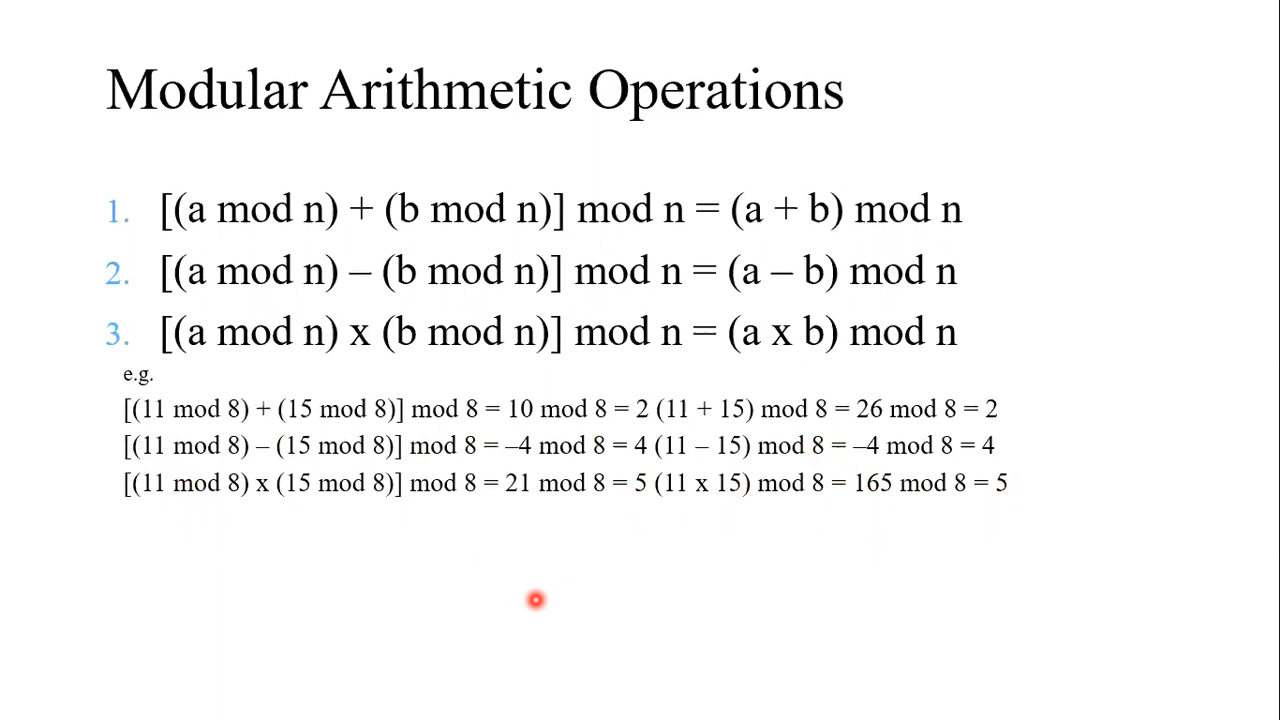 Modular Arithmetic Operations
1. [(a mod n) + (b mod n)] mod n = (a + b) mod n
2. [(a mod n) – (b mod n)] mod n = (a – b) mod n
3. [(a mod n) x (b mod n)] mod n = (a x b) mod n
e.g.
[(11 mod 8) + (15 mod 8)] mod 8 = 10 mod 8 = 2 (11 + 15) mod 8 = 26 mod 8 = 2
[(11 mod 8) – (15 mod 8)] mod 8 = –4 mod 8 = 4 (11 – 15) mod 8 = –4 mod 8 = 4
[(11 mod 8) x (15 mod 8)] mod 8 = 21 mod 8 = 5 (11 x 15) mod 8 = 165 mod 8 = 5